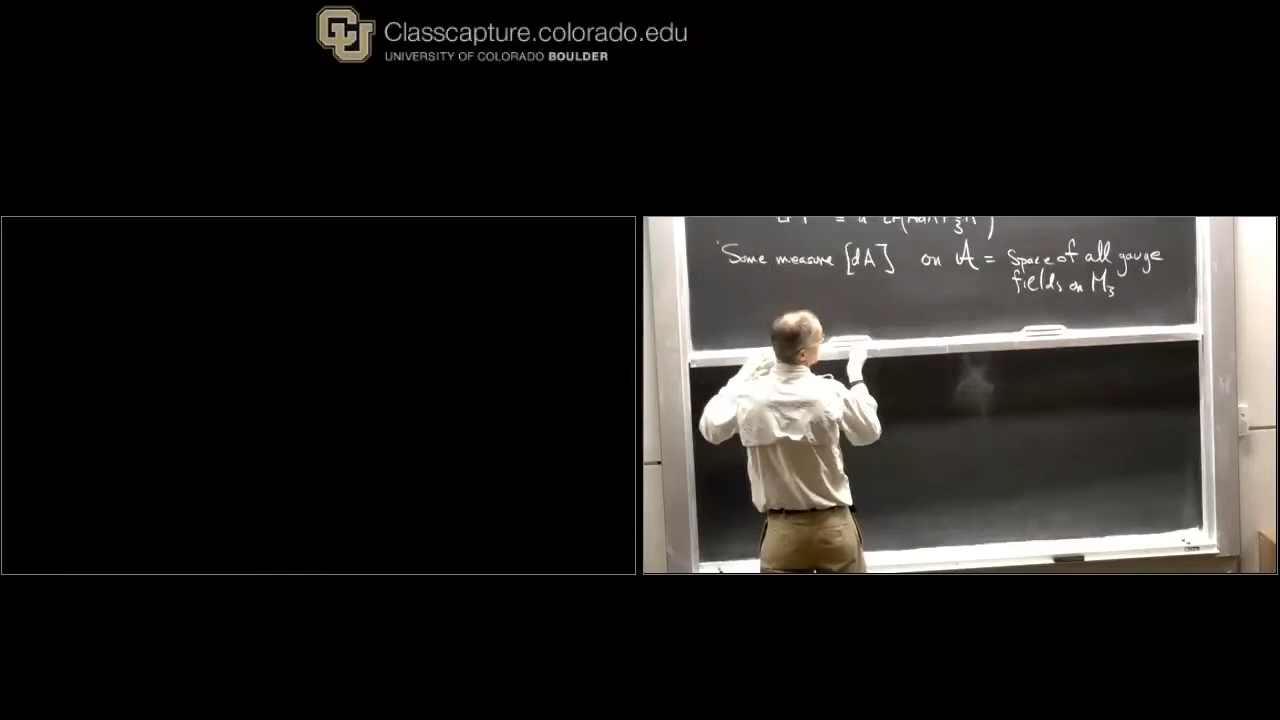 Classcapture.colorado.edu
UNIVERSITY OF COLORADO BOULDER
Some measure [dA] on A = Space of all gauge
fields on M3